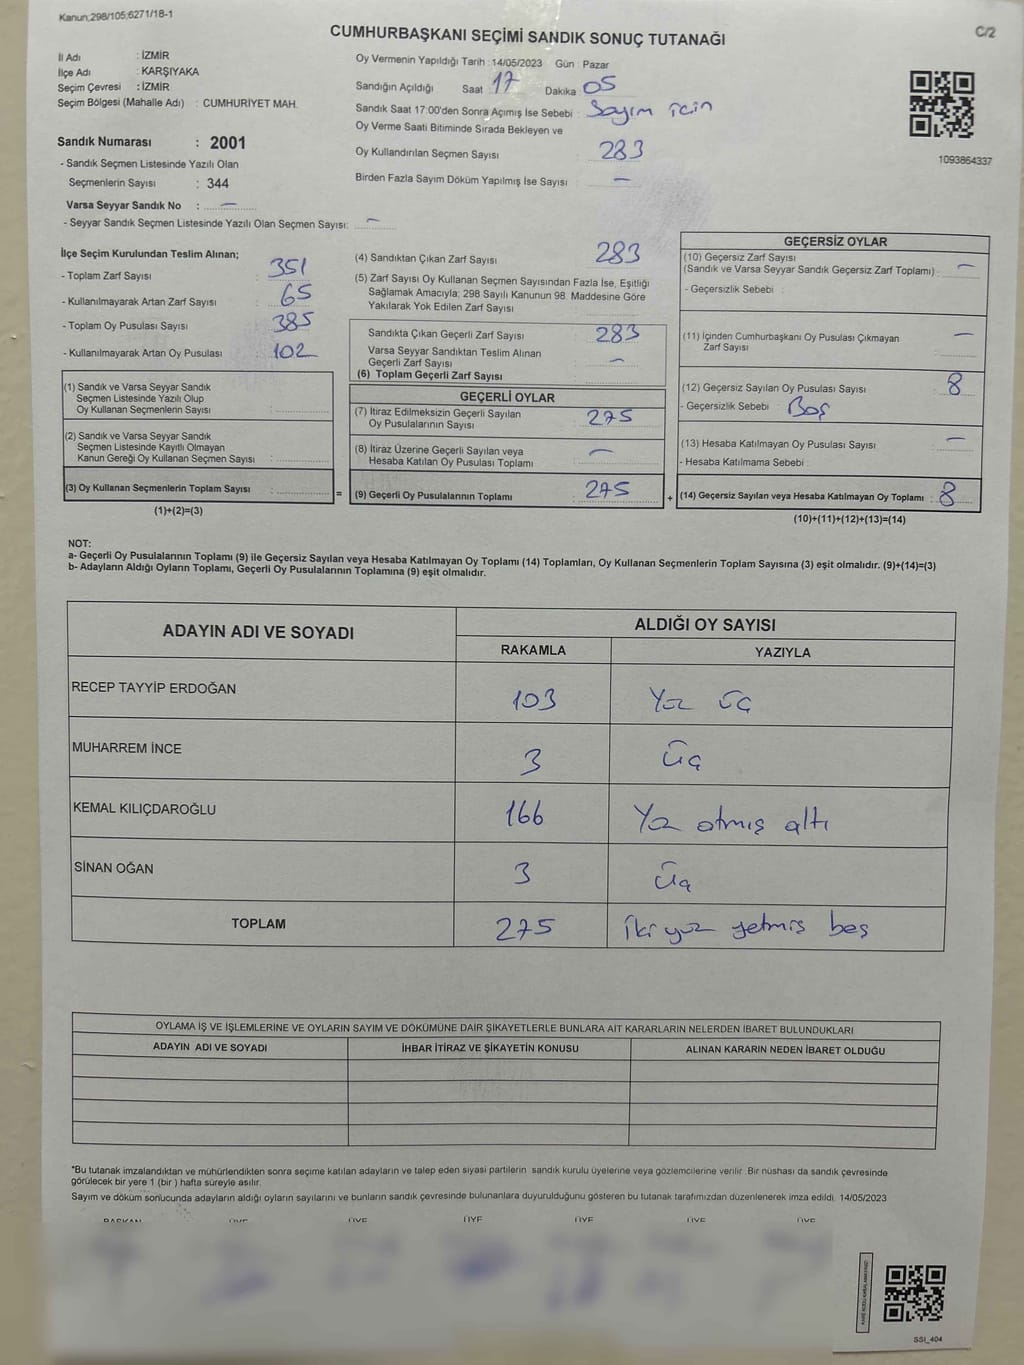 Kanun;298/105;6271/18-1
C/2
CUMHURBAŞKANI SEÇİMİ SANDIK SONUÇ TUTANAĞI
İl Adı : İZMİR
İlçe Adı : KARŞIYAKA
Seçim Çevresi : İZMİR
Seçim Bölgesi (Mahalle Adı) : CUMHURİYET MAH.
Sandık Numarası : 2001
- Sandık Seçmen Listesinde Yazılı Olan
Seçmenlerin Sayısı : 344
Varsa Seyyar Sandık No : —
- Seyyar Sandık Seçmen Listesinde Yazılı Olan Seçmen Sayısı: —
Oy Vermenin Yapıldığı Tarih : 14/05/2023 Gün : Pazar
Sandığın Açıldığı Saat 17 Dakika 05
Sandık Saat 17:00'den Sonra Açımış İse Sebebi : Sayım için
Oy Verme Saati Bitiminde Sırada Bekleyen ve
Oy Kullandırılan Seçmen Sayısı 283
Birden Fazla Sayım Döküm Yapılmış İse Sayısı : —
1093864337
İlçe Seçim Kurulundan Teslim Alınan;
- Toplam Zarf Sayısı : 351
- Kullanılmayarak Artan Zarf Sayısı : 65
- Toplam Oy Pusulası Sayısı : 385
- Kullanılmayarak Artan Oy Pusulası : 102
(1) Sandık ve Varsa Seyyar Sandık
Seçmen Listesinde Yazılı Olup
Oy Kullanan Seçmenlerin Sayısı :
(2) Sandık ve Varsa Seyyar Sandık
Seçmen Listesinde Kayıtlı Olmayan
Kanun Gereği Oy Kullanan Seçmen Sayısı :
(3) Oy Kullanan Seçmenlerin Toplam Sayısı :
(1)+(2)=(3)
=
(4) Sandıktan Çıkan Zarf Sayısı : 283
(5) Zarf Sayısı Oy Kullanan Seçmen Sayısından Fazla İse, Eşitliği
Sağlamak Amacıyla; 298 Sayılı Kanunun 98. Maddesine Göre
Yakılarak Yok Edilen Zarf Sayısı :
Sandıkta Çıkan Geçerli Zarf Sayısı : 283
Varsa Seyyar Sandıktan Teslim Alınan
Geçerli Zarf Sayısı : —
(6) Toplam Geçerli Zarf Sayısı
GEÇERLİ OYLAR
(7) İtiraz Edilmeksizin Geçerli Sayılan
Oy Pusulalarının Sayısı : 275
(8) İtiraz Üzerine Geçerli Sayılan veya
Hesaba Katılan Oy Pusulası Toplamı : —
(9) Geçerli Oy Pusulalarının Toplamı : 275
+
GEÇERSİZ OYLAR
(10) Geçersiz Zarf Sayısı
(Sandık ve Varsa Seyyar Sandık Geçersiz Zarf Toplamı) : —
- Geçersizlik Sebebi :
(11) İçinden Cumhurbaşkanı Oy Pusulası Çıkmayan
Zarf Sayısı : —
(12) Geçersiz Sayılan Oy Pusulası Sayısı : 8
- Geçersizlik Sebebi : Boş
(13) Hesaba Katılmayan Oy Pusulası Sayısı : —
- Hesaba Katılmama Sebebi :
(14) Geçersiz Sayılan veya Hesaba Katılmayan Oy Toplamı : 8
(10)+(11)+(12)+(13)=(14)
NOT:
a- Geçerli Oy Pusulalarının Toplamı (9) ile Geçersiz Sayılan veya Hesaba Katılmayan Oy Toplamı (14) Toplamları, Oy Kullanan Seçmenlerin Toplam Sayısına (3) eşit olmalıdır. (9)+(14)=(3)
b- Adayların Aldığı Oyların Toplamı, Geçerli Oy Pusulalarının Toplamına (9) eşit olmalıdır.
ADAYIN ADI VE SOYADI ALDIĞI OY SAYISI
RAKAMLA YAZIYLA
RECEP TAYYİP ERDOĞAN 103 Yüz üç
MUHARREM İNCE 3 üç
KEMAL KILIÇDAROĞLU 166 Yüz atmış altı
SİNAN OĞAN 3 üç
TOPLAM 275 İki yüz yetmiş beş
OYLAMA İŞ VE İŞLEMLERİNE VE OYLARIN SAYIM VE DÖKÜMÜNE DAİR ŞİKAYETLERLE BUNLARA AİT KARARLARIN NELERDEN İBARET BULUNDUKLARI
ADAYIN ADI VE SOYADI İHBAR İTİRAZ VE ŞİKAYETİN KONUSU ALINAN KARARIN NEDEN İBARET OLDUĞU
*Bu tutanak imzalandıktan ve mühürlendikten sonra seçime katılan adayların ve talep eden siyasi partilerin sandık kurulu üyelerine veya gözlemcilerine verilir. Bir nüshası da sandık çevresinde
görülecek bir yere 1 (bir ) hafta süreyle asılır.
Sayım ve döküm sonucunda adayların aldığı oyların sayılarını ve bunların sandık çevresinde bulunanlara duyurulduğunu gösteren bu tutanak tarafımızdan düzenlenerek imza edildi. 14/05/2023
BAŞKAN ÜYE ÜYE ÜYE ÜYE ÜYE ÜYE
SSI_404